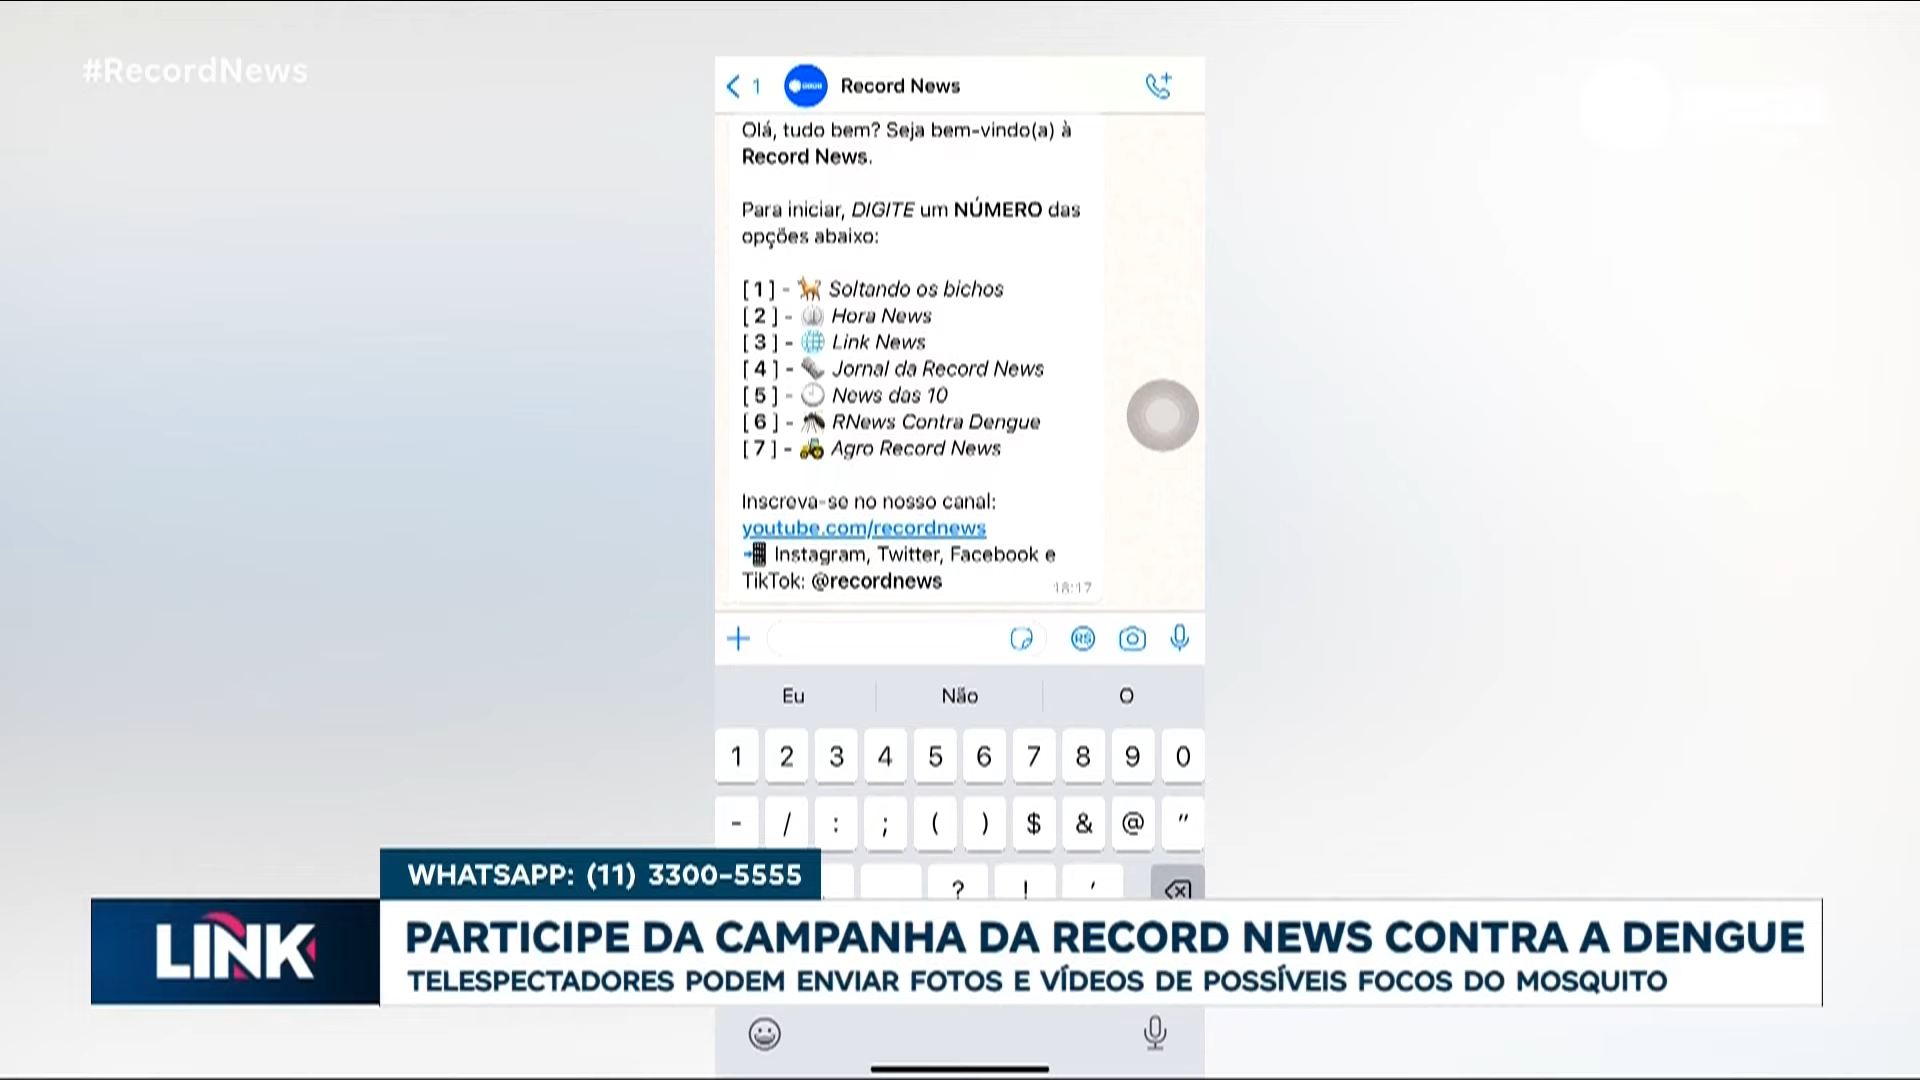 #RecordNews
1 Record News
Olá, tudo bem? Seja bem-vindo(a) à
Record News.
Para iniciar, DIGITE um NÚMERO das
opções abaixo:
[ 1 ] - Soltando os bichos
[ 2 ] - Hora News
[ 3 ] - Link News
[ 4 ] - Jornal da Record News
[ 5 ] - News das 10
[ 6 ] - RNews Contra Dengue
[ 7 ] - Agro Record News
Inscreva-se no nosso canal:
youtube.com/recordnews
Instagram, Twitter, Facebook e
TikTok: @recordnews
18:17
R$
Eu Não O
1 2 3 4 5 6 7 8 9 0
- / : ; ( ) $ & @ "
? ! '
WHATSAPP: (11) 3300-5555
LINK
PARTICIPE DA CAMPANHA DA RECORD NEWS CONTRA A DENGUE
TELESPECTADORES PODEM ENVIAR FOTOS E VÍDEOS DE POSSÍVEIS FOCOS DO MOSQUITO